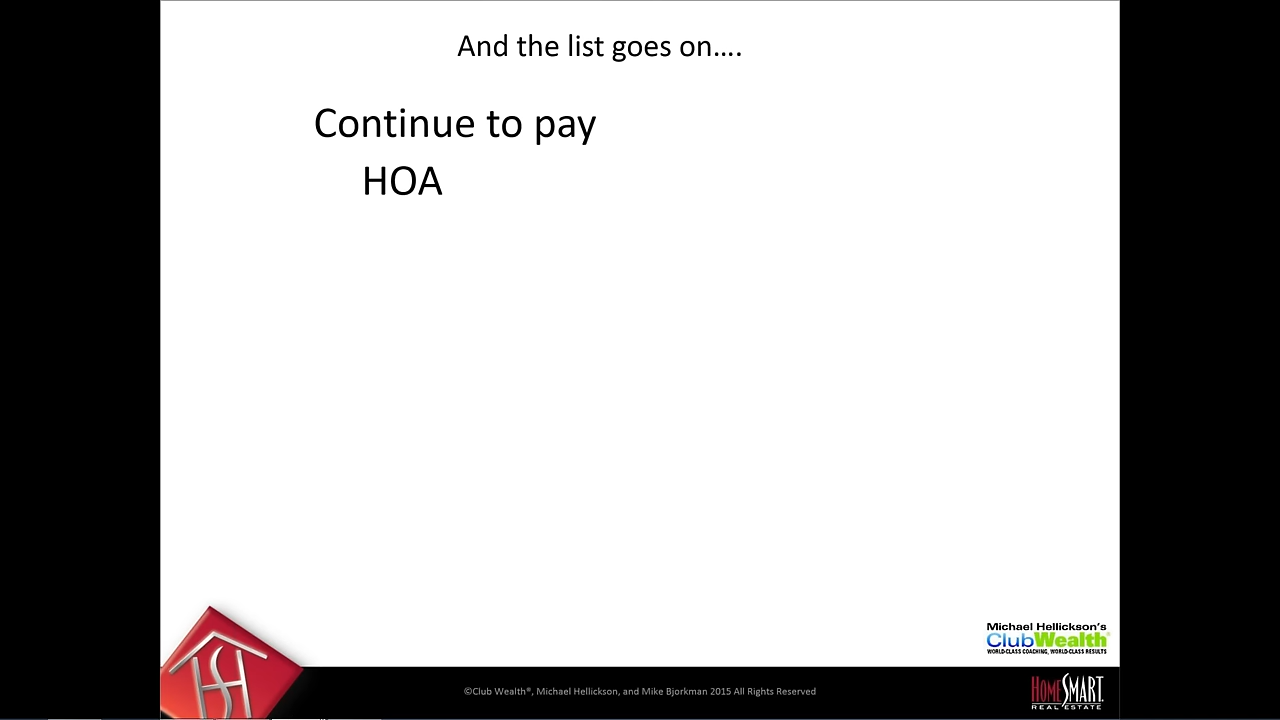 And the list goes on....
Continue to pay
HOA
Michael Hellickson's
ClubWealth®
WORLD-CLASS COACHING, WORLD-CLASS RESULTS
©Club Wealth®, Michael Hellickson, and Mike Bjorkman 2015 All Rights Reserved
HOMESMART
REAL ESTATE